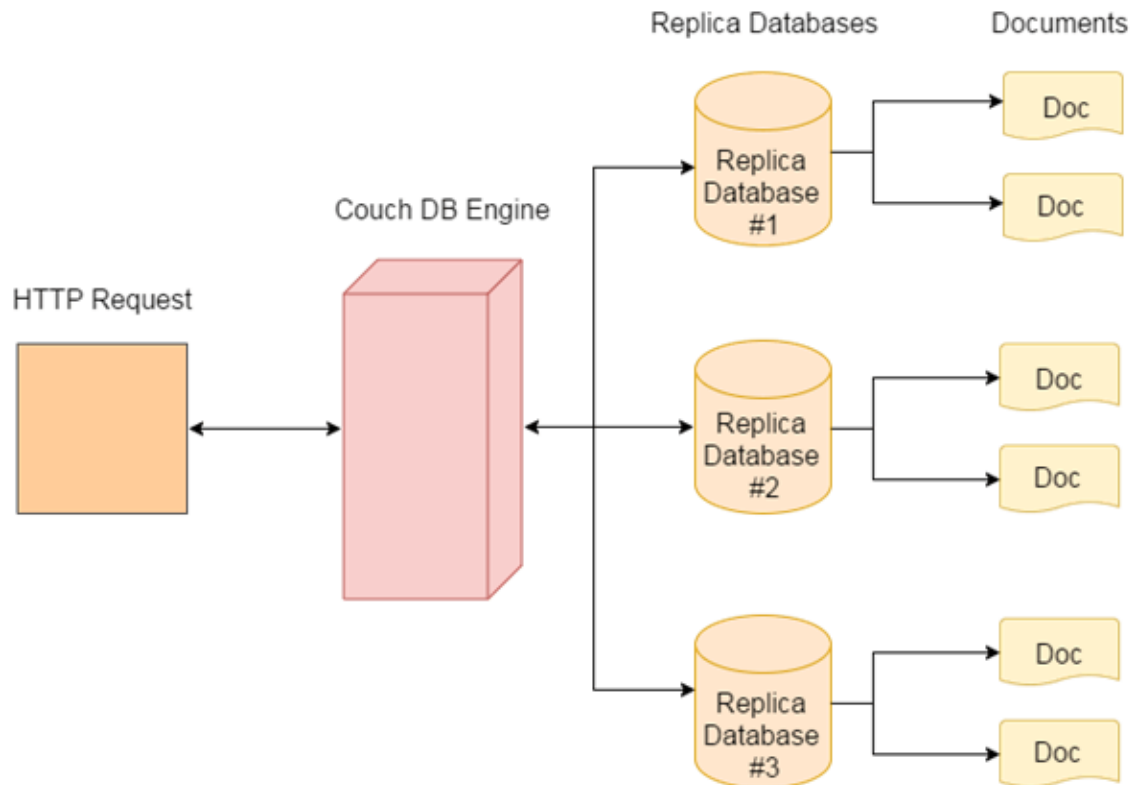 Replica Databases
Documents
Doc
Replica
Database
#1
Doc
Couch DB Engine
HTTP Request
Doc
Replica
Database
#2
Doc
Doc
Replica
Database
#3
Doc